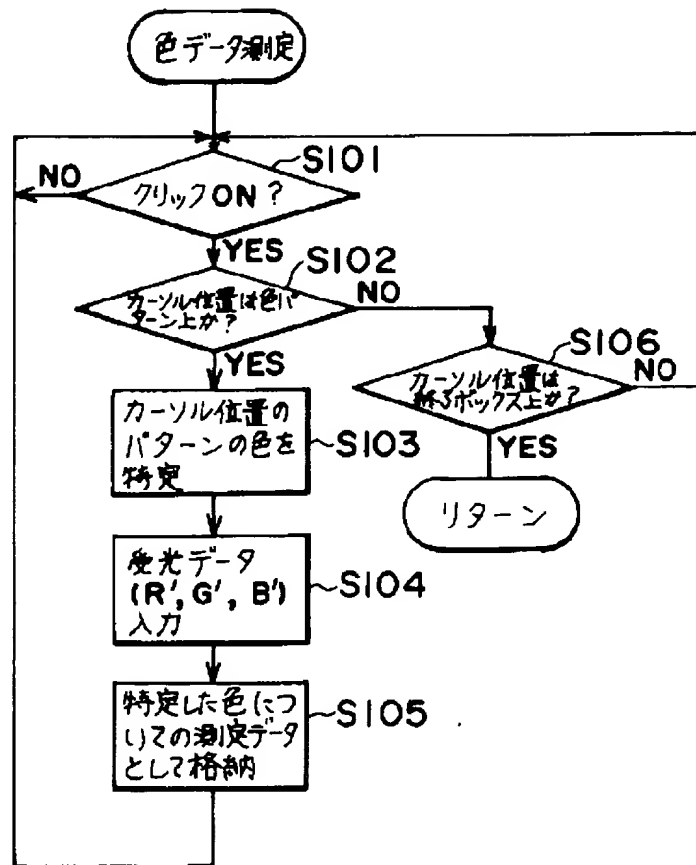 色データ測定
S101
NO
クリックON?
YES
S102
カーソル位置は色パ
ターン上か?
NO
YES
S106
カーソル位置は
終了ボックス上か?
NO
YES
カーソル位置の
パターンの色を
特定
S103
リターン
受光データ
(R', G', B')
入力
S104
特定した色につ
いての測定データ
として格納
S105